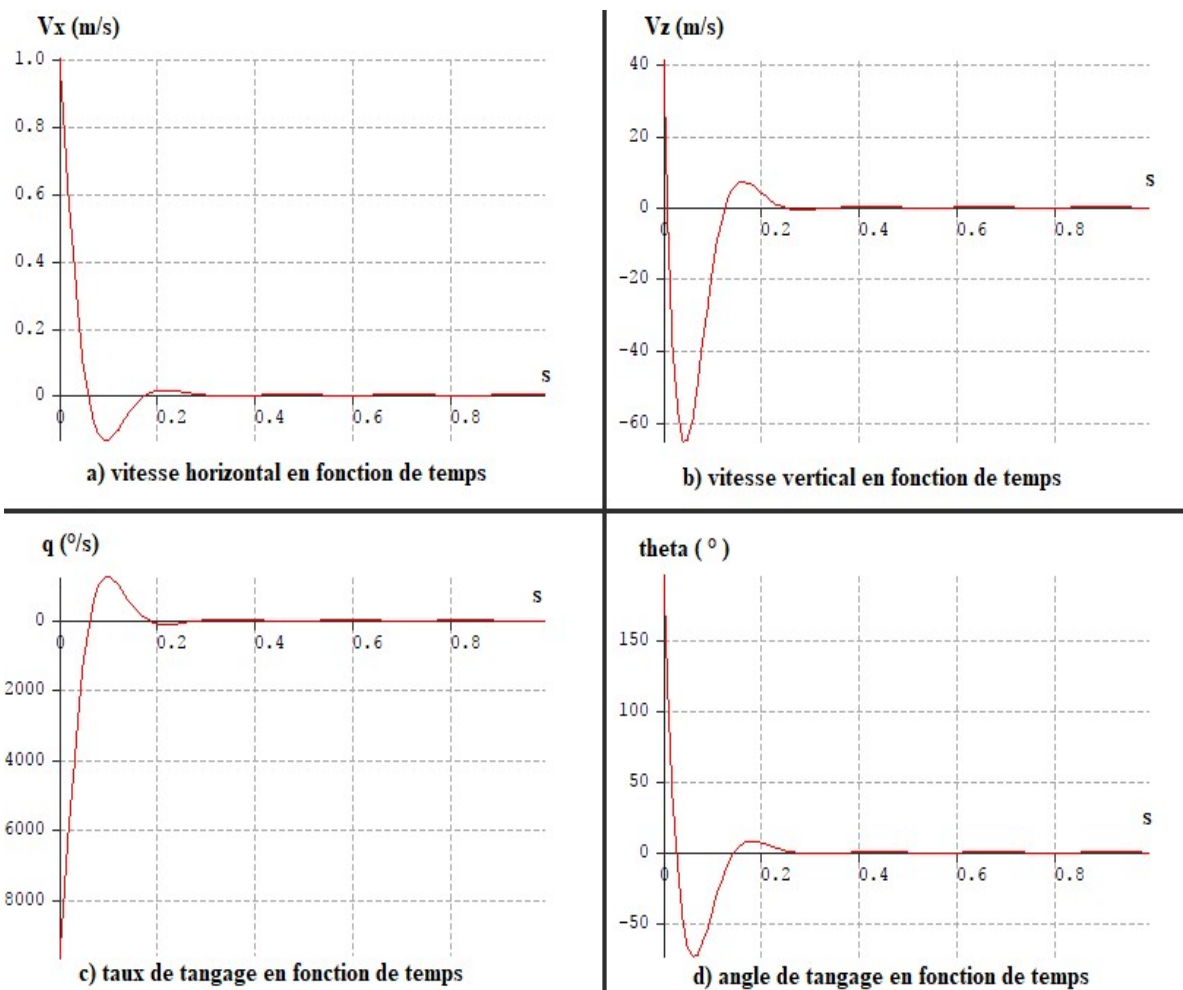 Vx (m/s)
1.0
0.8
0.6
0.4
0.2
0
0 0.2 0.4 0.6 0.8
s
a) vitesse horizontal en fonction de temps
Vz (m/s)
40
20
0
-20
-40
-60
0 0.2 0.4 0.6 0.8
s
b) vitesse vertical en fonction de temps
q (°/s)
0
2000
4000
6000
8000
0 0.2 0.4 0.6 0.8
s
c) taux de tangage en fonction de temps
theta ( ° )
150
100
50
0
-50
0 0.2 0.4 0.6 0.8
s
d) angle de tangage en fonction de temps